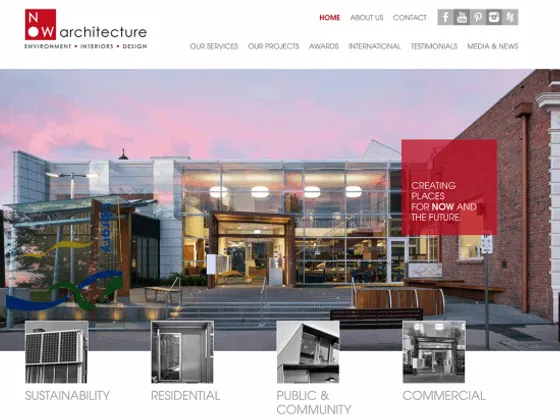 NOW architecture
ENVIRONMENT • INTERIORS • DESIGN
HOME ABOUT US CONTACT
OUR SERVICES OUR PROJECTS AWARDS INTERNATIONAL TESTIMONIALS MEDIA & NEWS
CREATING
PLACES
FOR NOW AND
THE FUTURE.
SUSTAINABILITY
RESIDENTIAL
PUBLIC &
COMMUNITY
COMMERCIAL